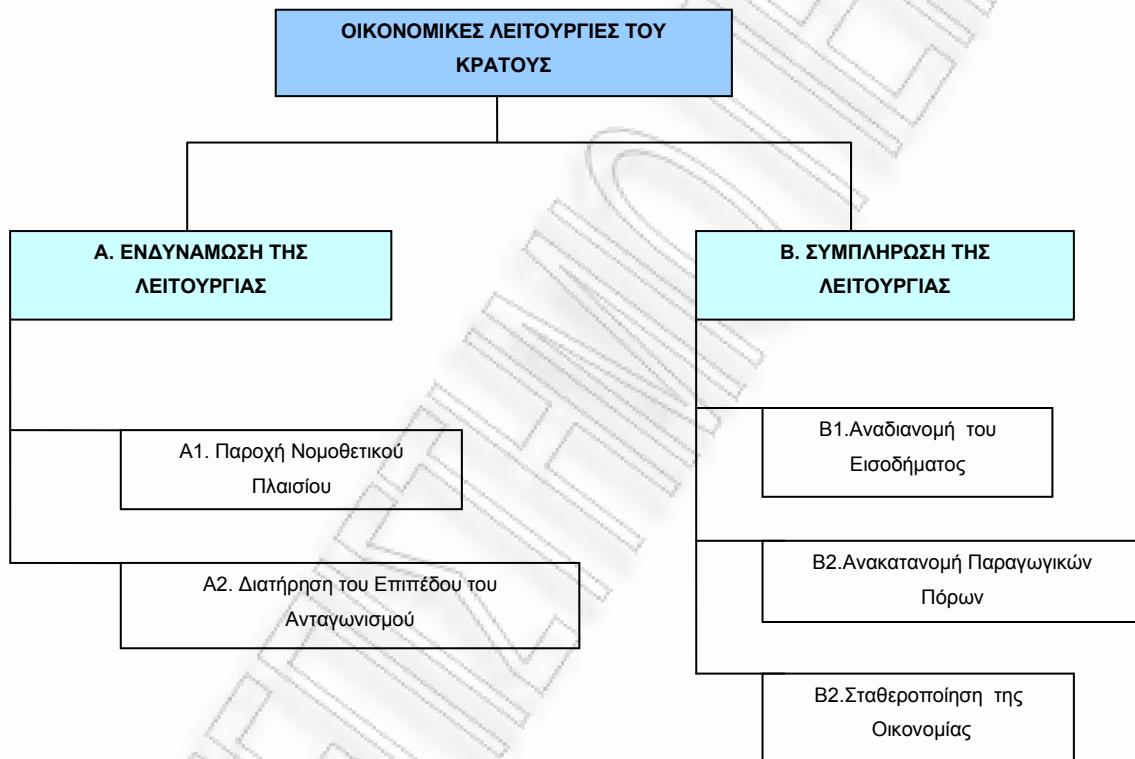 ΟΙΚΟΝΟΜΙΚΕΣ ΛΕΙΤΟΥΡΓΙΕΣ ΤΟΥ
ΚΡΑΤΟΥΣ
Α. ΕΝΔΥΝΑΜΩΣΗ ΤΗΣ
ΛΕΙΤΟΥΡΓΙΑΣ
Α1. Παροχή Νομοθετικού
Πλαισίου
Α2. Διατήρηση του Επιπέδου του
Ανταγωνισμού
Β. ΣΥΜΠΛΗΡΩΣΗ ΤΗΣ
ΛΕΙΤΟΥΡΓΙΑΣ
Β1.Αναδιανομή του
Εισοδήματος
Β2.Ανακατανομή Παραγωγικών
Πόρων
Β2.Σταθεροποίηση της
Οικονομίας